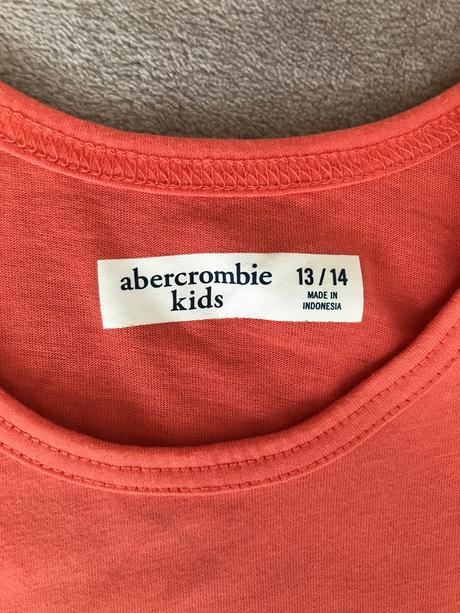 abercrombie
kids
13 / 14
MADE IN
INDONESIA